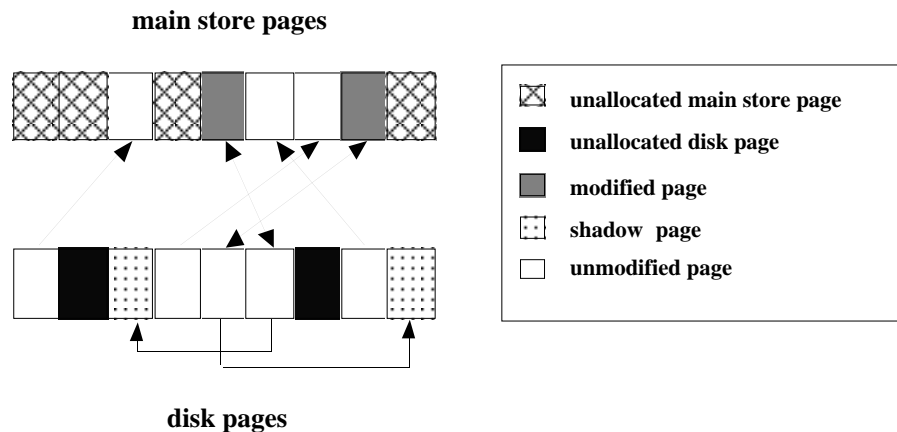 main store pages
unallocated main store page
unallocated disk page
modified page
shadow page
unmodified page
disk pages